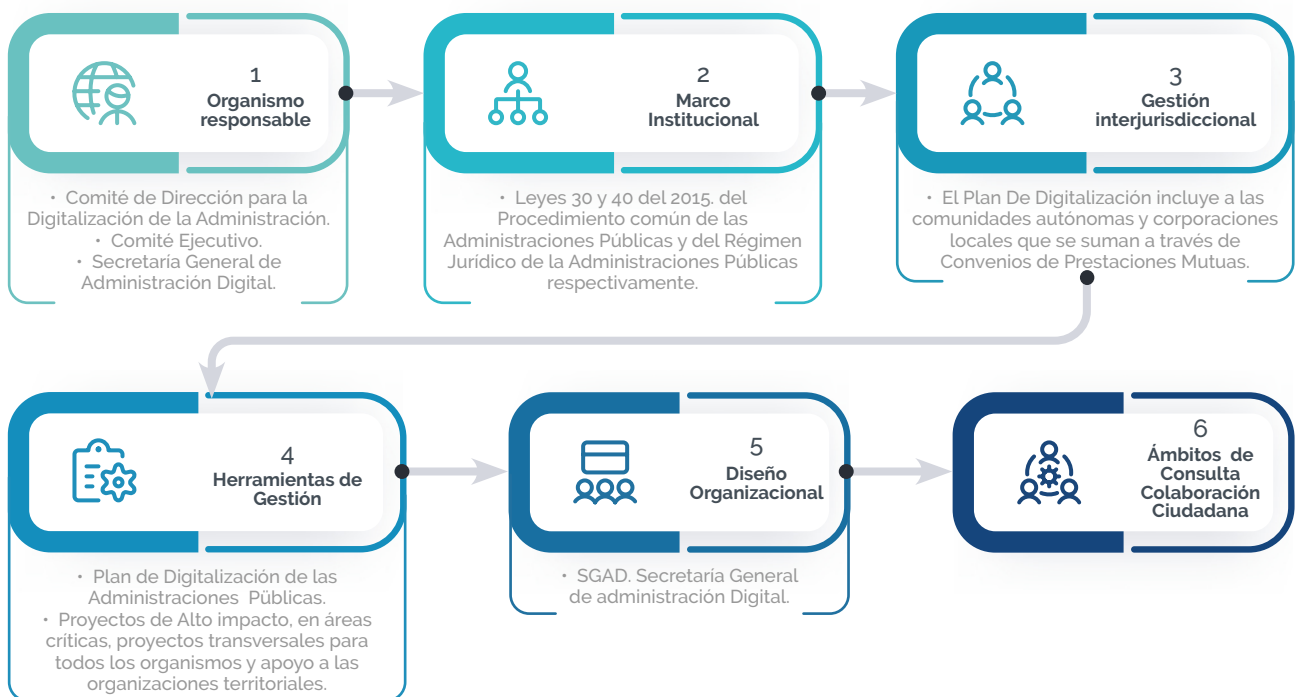 1
Organismo
responsable
• Comité de Dirección para la
Digitalización de la Administración.
• Comité Ejecutivo.
• Secretaría General de
Administración Digital.
2
Marco
Institucional
• Leyes 30 y 40 del 2015. del
Procedimiento común de las
Administraciones Públicas y del Régimen
Jurídico de la Administraciones Públicas
respectivamente.
3
Gestión
interjurisdiccional
• El Plan De Digitalización incluye a las
comunidades autónomas y corporaciones
locales que se suman a través de
Convenios de Prestaciones Mutuas.
4
Herramientas de
Gestión
• Plan de Digitalización de las
Administraciones Públicas.
• Proyectos de Alto impacto, en áreas
críticas, proyectos transversales para
todos los organismos y apoyo a las
organizaciones territoriales.
5
Diseño
Organizacional
• SGAD. Secretaría General
de administración Digital.
6
Ámbitos de
Consulta
Colaboración
Ciudadana